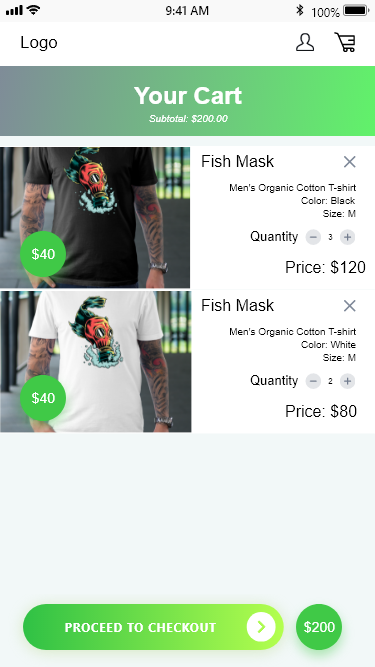 9:41 AM
100%
Logo
Your Cart
Subtotal: $200.00
Fish Mask
Men's Organic Cotton T-shirt
Color: Black
Size: M
Quantity - 3 +
$40
Price: $120
Fish Mask
Men's Organic Cotton T-shirt
Color: White
Size: M
Quantity - 2 +
$40
Price: $80
PROCEED TO CHECKOUT
$200